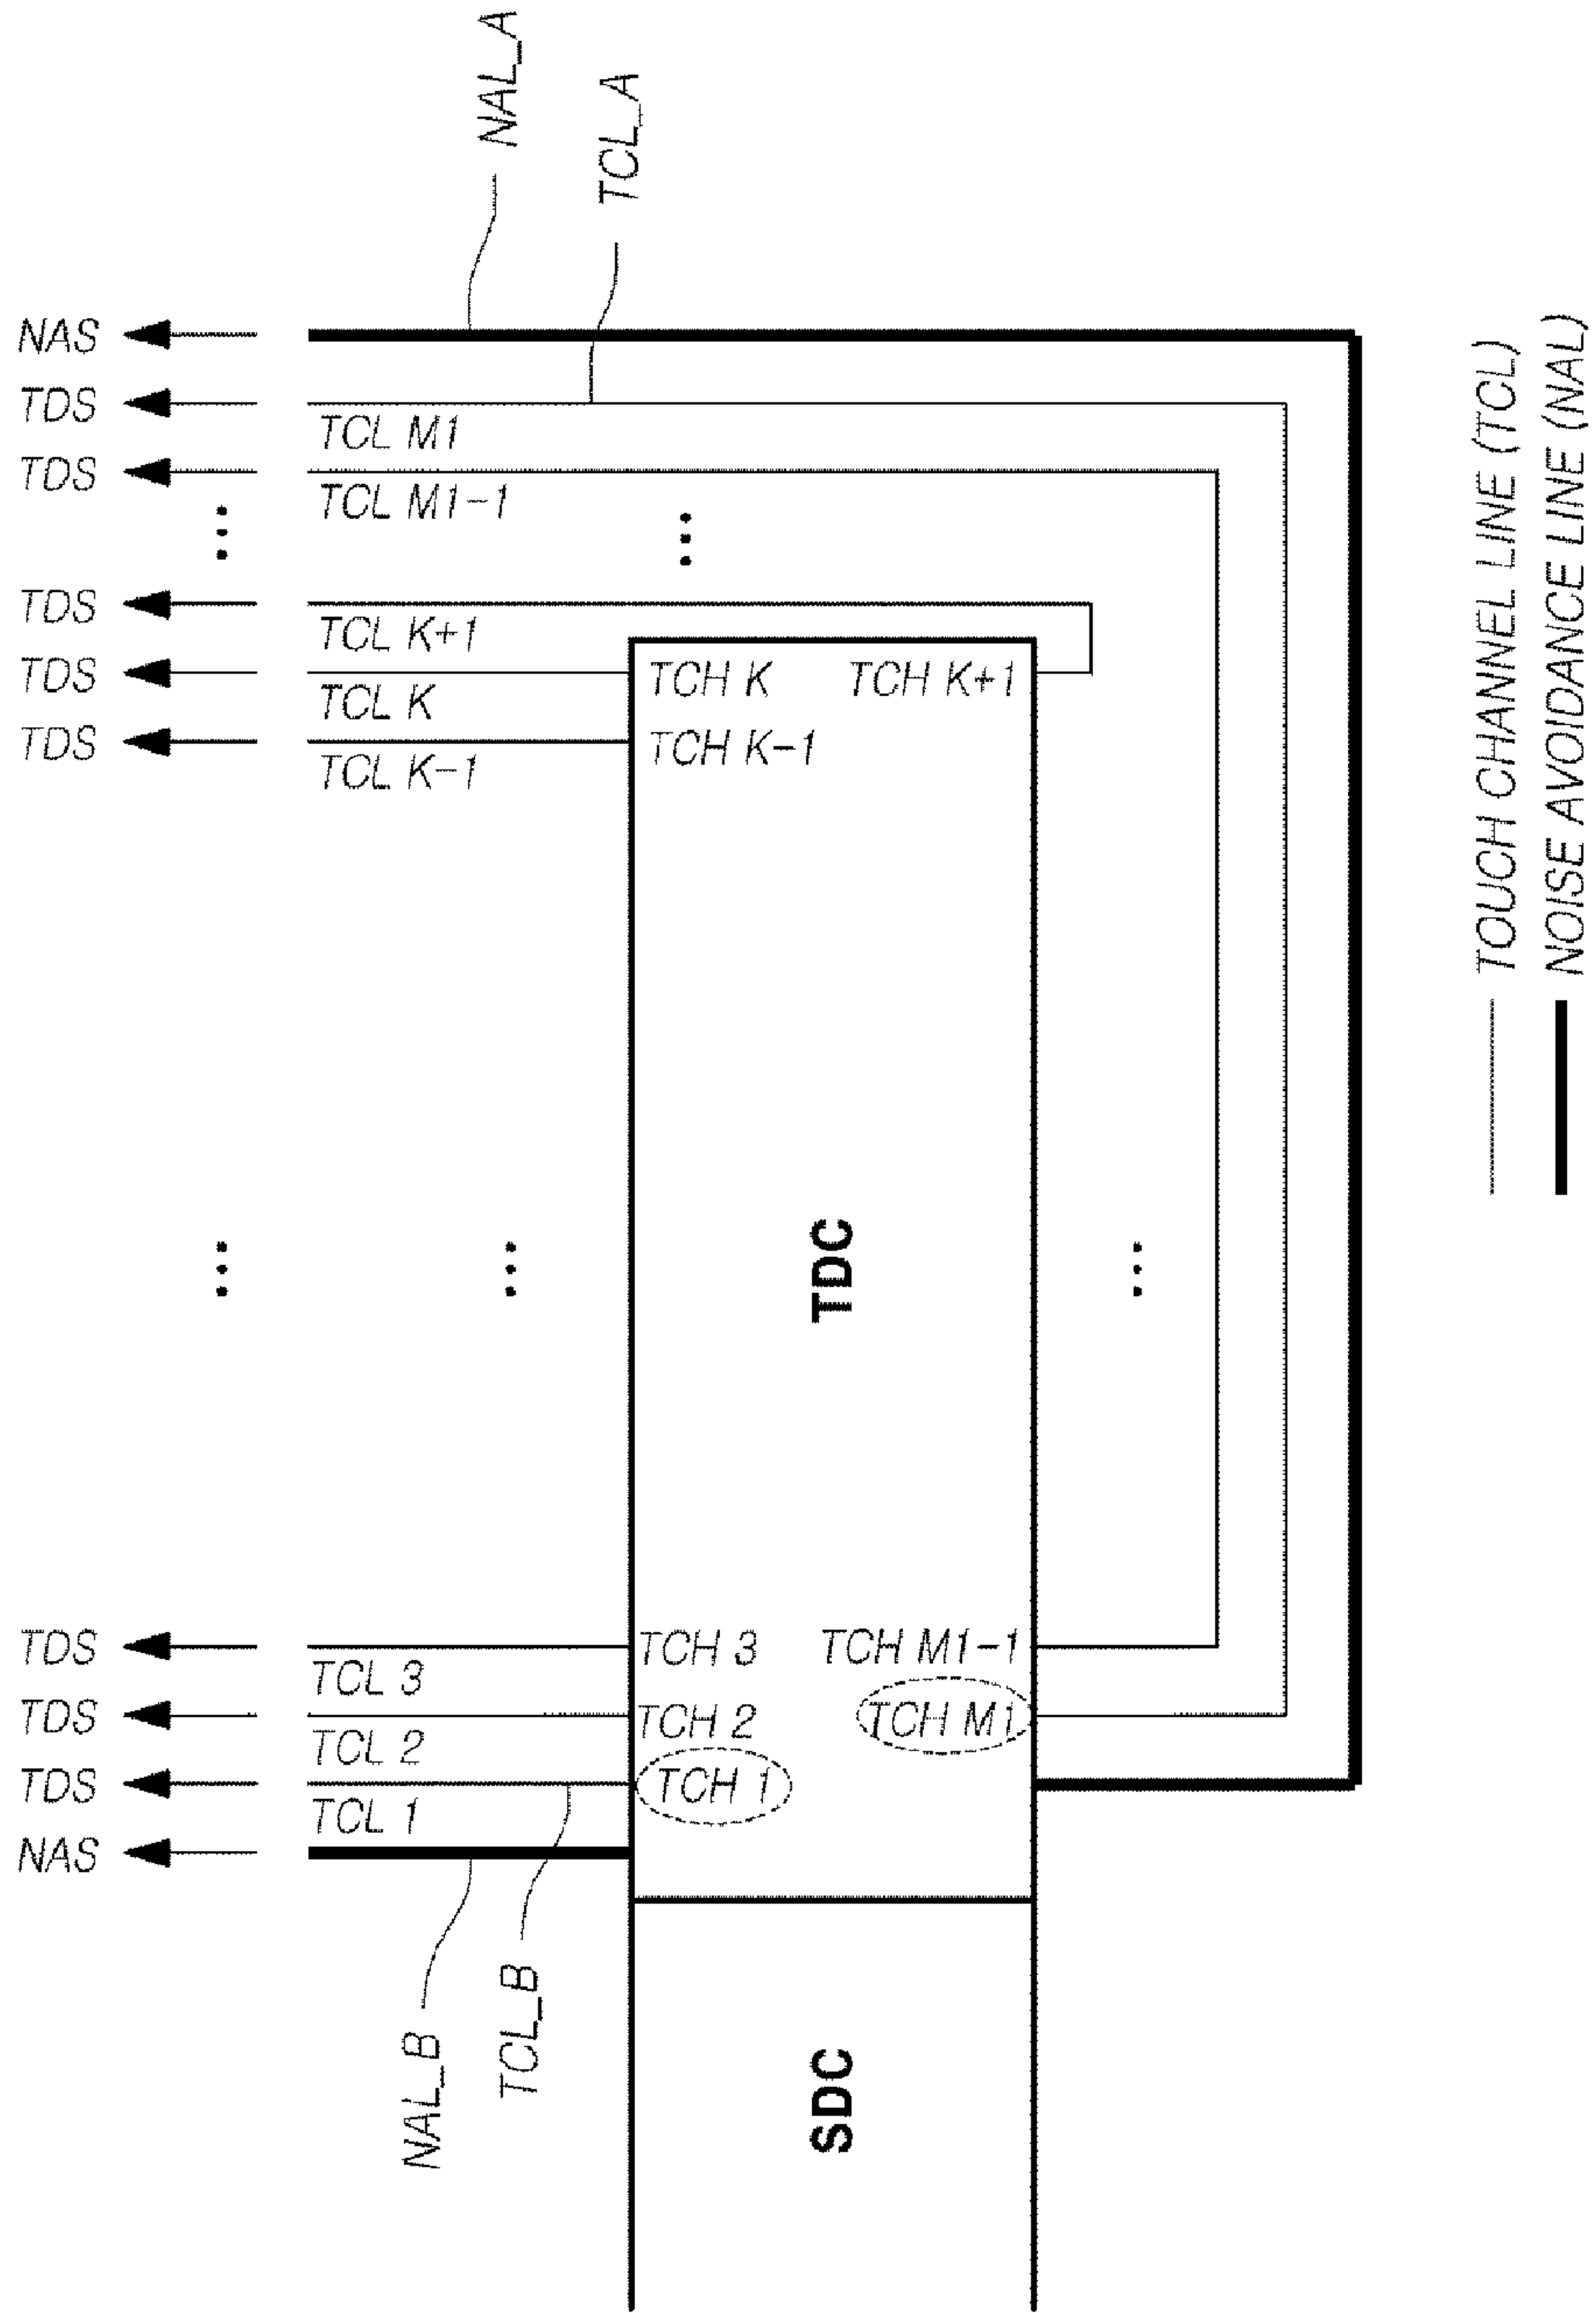 NAL_A
TCL_A
NAS
TDS
TCL M1
TDS
TCL M1-1
...
...
TDS
TCL K+1
TDS
TCL K
TCH K
TCH K+1
TDS
TCL K-1
TCH K-1
TOUCH CHANNEL LINE (TCL)
NOISE AVOIDANCE LINE (NAL)
...
...
TDC
...
TDS
TCL 3
TCH 3
TCH M1-1
TDS
TCL 2
TCH 2
TCH M1
TDS
TCL 1
TCH 1
NAS
NAL_B
TCL_B
SDC